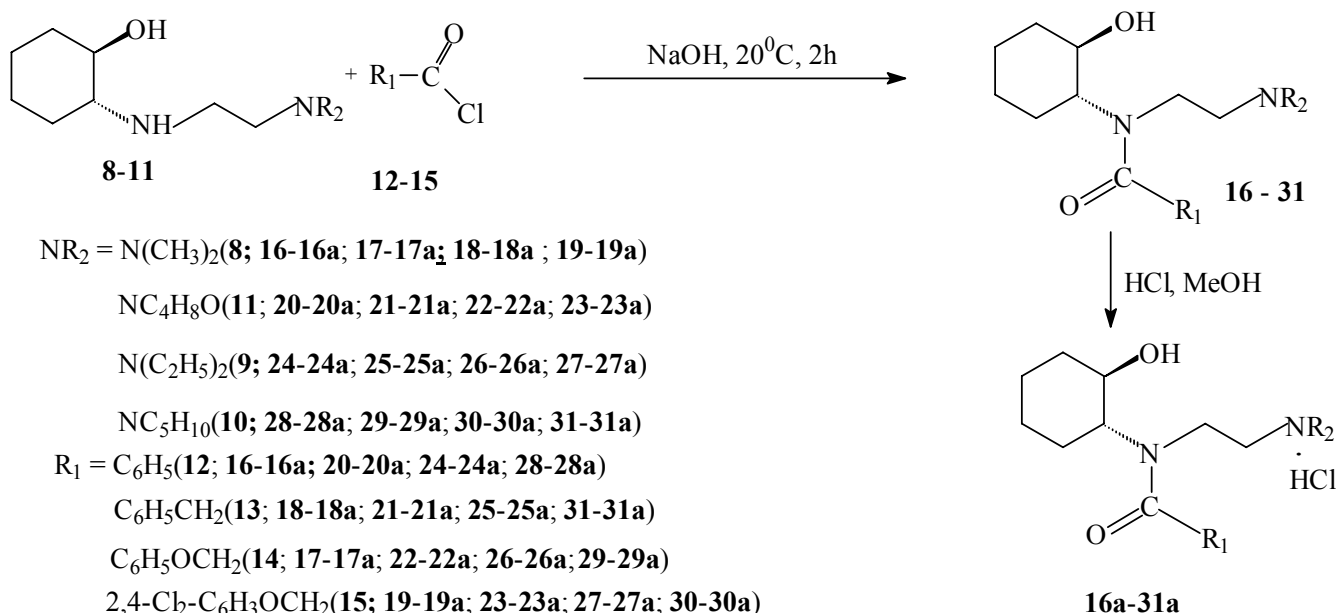 OH
NH
NR2
8-11
+
R1
C
O
Cl
12-15
NaOH, 20⁰C, 2h
OH
N
NR2
C
O
R1
16 - 31
NR2 = N(CH3)2(8; 16-16a; 17-17a; 18-18a ; 19-19a)
NC4H8O(11; 20-20a; 21-21a; 22-22a; 23-23a)
N(C2H5)2(9; 24-24a; 25-25a; 26-26a; 27-27a)
NC5H10(10; 28-28a; 29-29a; 30-30a; 31-31a)
R1 = C6H5(12; 16-16a; 20-20a; 24-24a; 28-28a)
C6H5CH2(13; 18-18a; 21-21a; 25-25a; 31-31a)
C6H5OCH2(14; 17-17a; 22-22a; 26-26a;29-29a)
2,4-Cl2-C6H3OCH2(15; 19-19a; 23-23a; 27-27a; 30-30a)
HCl, MeOH
OH
N
NR2
·
HCl
C
O
R1
16a-31a